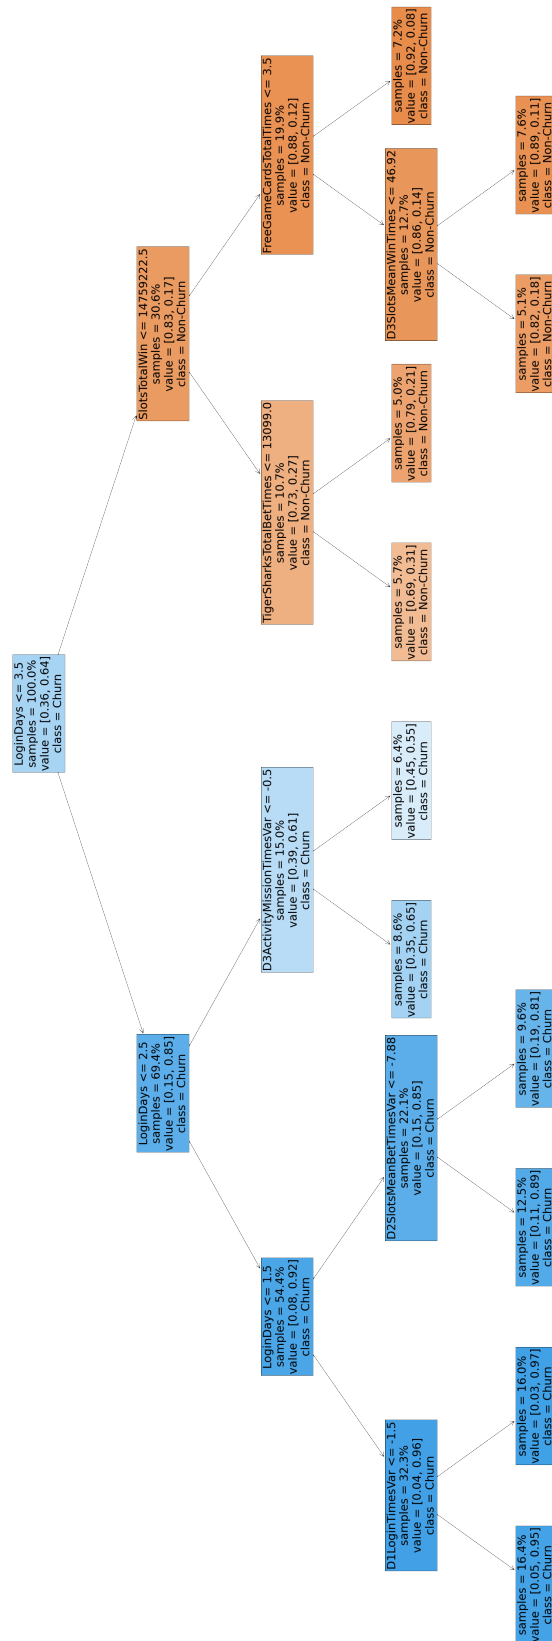 LoginDays <= 3.5
samples = 100.0%
value = [0.36, 0.64]
class = Churn
LoginDays <= 2.5
samples = 69.4%
value = [0.15, 0.85]
class = Churn
SlotsTotalWin <= 14759222.5
samples = 30.6%
value = [0.83, 0.17]
class = Non-Churn
LoginDays <= 1.5
samples = 54.4%
value = [0.08, 0.92]
class = Churn
D3ActivityMissionTimesVar <= -0.5
samples = 15.0%
value = [0.39, 0.61]
class = Churn
TigerSharksTotalBetTimes <= 13099.0
samples = 10.7%
value = [0.73, 0.27]
class = Non-Churn
FreeGameCardsTotalTimes <= 3.5
samples = 19.9%
value = [0.88, 0.12]
class = Non-Churn
D1LoginTimesVar <= -1.5
samples = 32.3%
value = [0.04, 0.96]
class = Churn
D2SlotsMeanBetTimesVar <= -7.88
samples = 22.1%
value = [0.15, 0.85]
class = Churn
samples = 8.6%
value = [0.35, 0.65]
class = Churn
samples = 6.4%
value = [0.45, 0.55]
class = Churn
samples = 5.7%
value = [0.69, 0.31]
class = Non-Churn
samples = 5.0%
value = [0.79, 0.21]
class = Non-Churn
D3SlotsMeanWinTimes <= 46.92
samples = 12.7%
value = [0.86, 0.14]
class = Non-Churn
samples = 7.2%
value = [0.92, 0.08]
class = Non-Churn
samples = 16.4%
value = [0.05, 0.95]
class = Churn
samples = 16.0%
value = [0.03, 0.97]
class = Churn
samples = 12.5%
value = [0.11, 0.89]
class = Churn
samples = 9.6%
value = [0.19, 0.81]
class = Churn
samples = 5.1%
value = [0.82, 0.18]
class = Non-Churn
samples = 7.6%
value = [0.89, 0.11]
class = Non-Churn